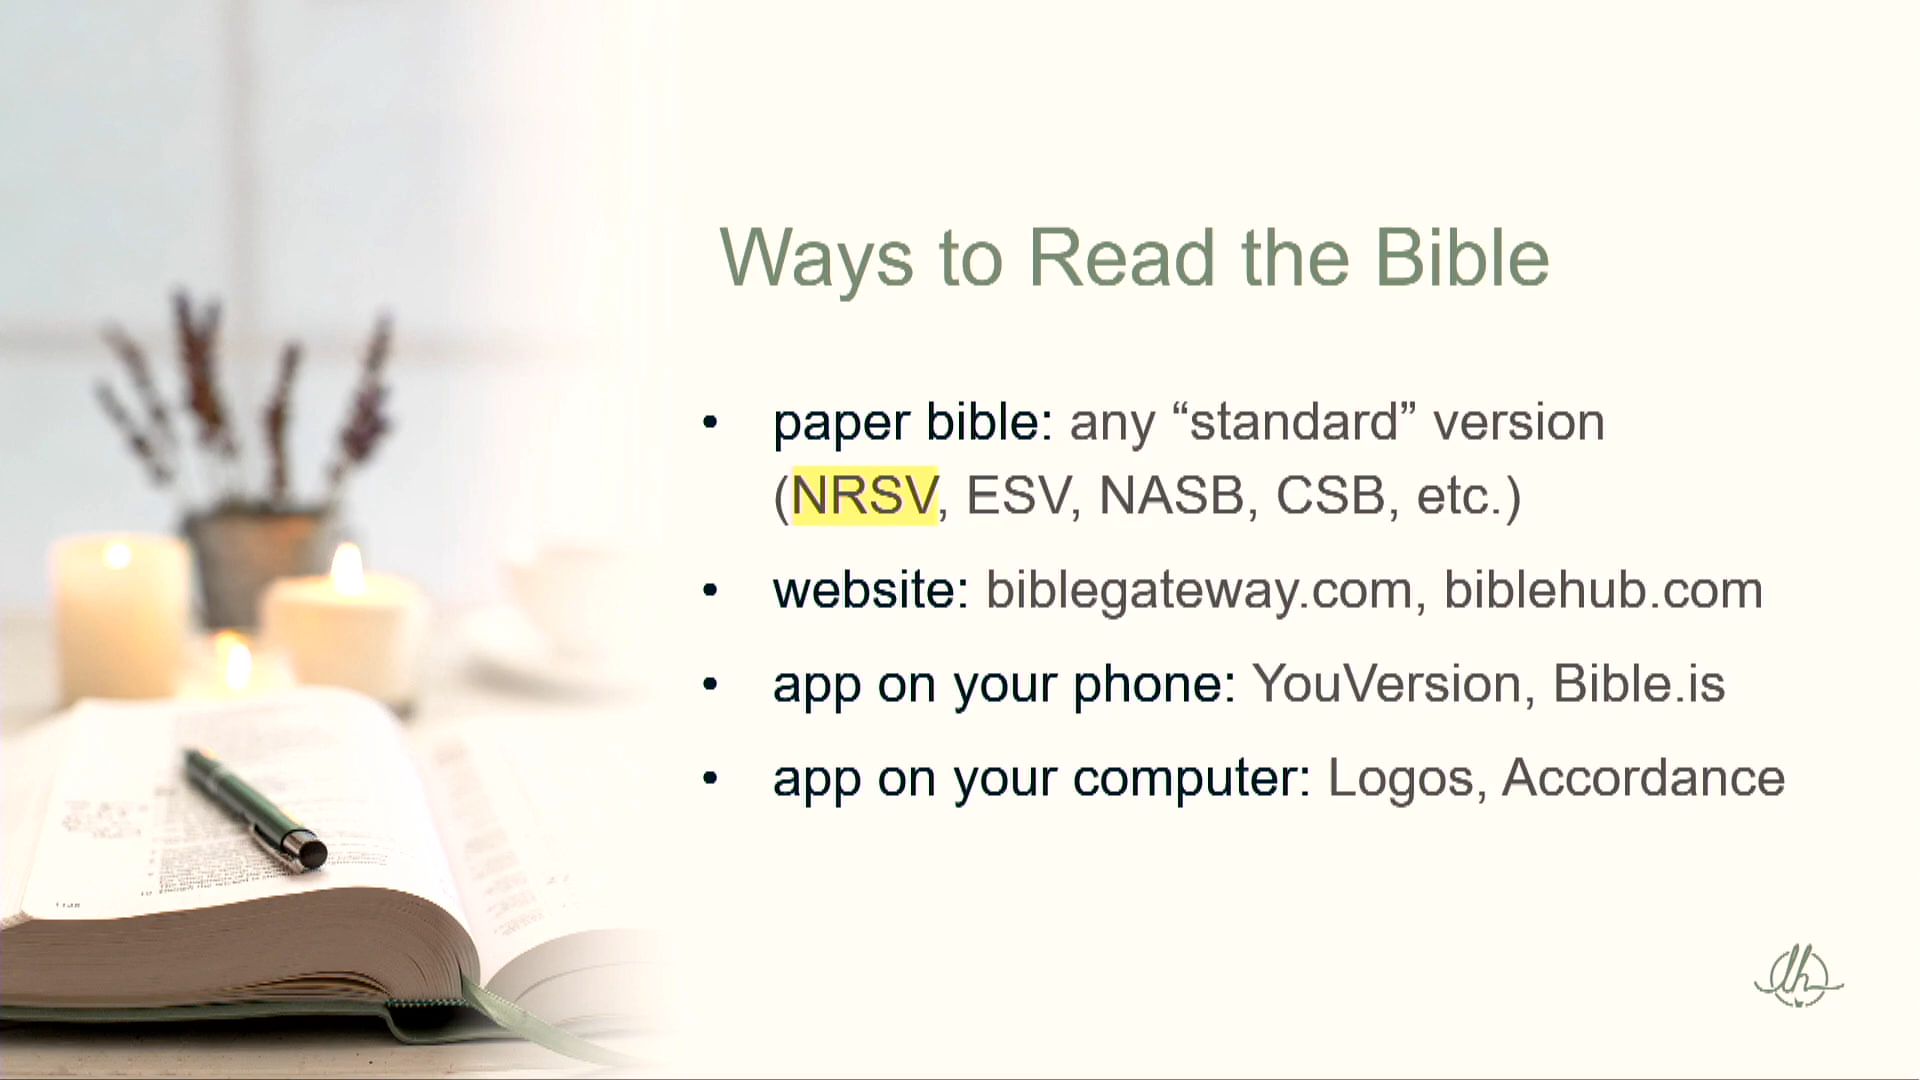 Ways to Read the Bible
• paper bible: any “standard” version
(NRSV, ESV, NASB, CSB, etc.)
• website: biblegateway.com, biblehub.com
• app on your phone: YouVersion, Bible.is
• app on your computer: Logos, Accordance
lh